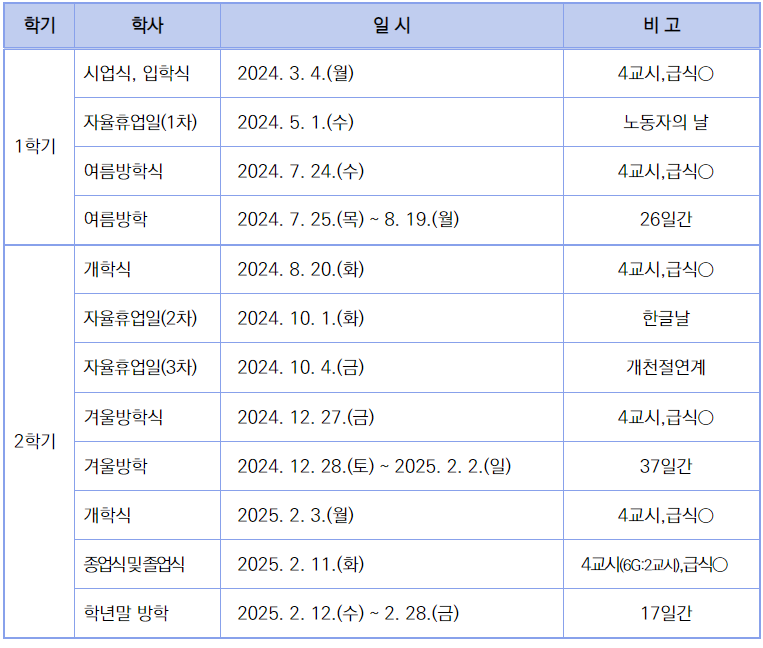 학기 학사 일 시 비 고
1학기
시업식, 입학식 2024. 3. 4.(월) 4교시,급식○
자율휴업일(1차) 2024. 5. 1.(수) 노동자의 날
여름방학식 2024. 7. 24.(수) 4교시,급식○
여름방학 2024. 7. 25.(목) ~ 8. 19.(월) 26일간
2학기
개학식 2024. 8. 20.(화) 4교시,급식○
자율휴업일(2차) 2024. 10. 1.(화) 한글날
자율휴업일(3차) 2024. 10. 4.(금) 개천절연계
겨울방학식 2024. 12. 27.(금) 4교시,급식○
겨울방학 2024. 12. 28.(토) ~ 2025. 2. 2.(일) 37일간
개학식 2025. 2. 3.(월) 4교시,급식○
종업식및졸업식 2025. 2. 11.(화) 4교시(6G:2교시),급식○
학년말 방학 2025. 2. 12.(수) ~ 2. 28.(금) 17일간